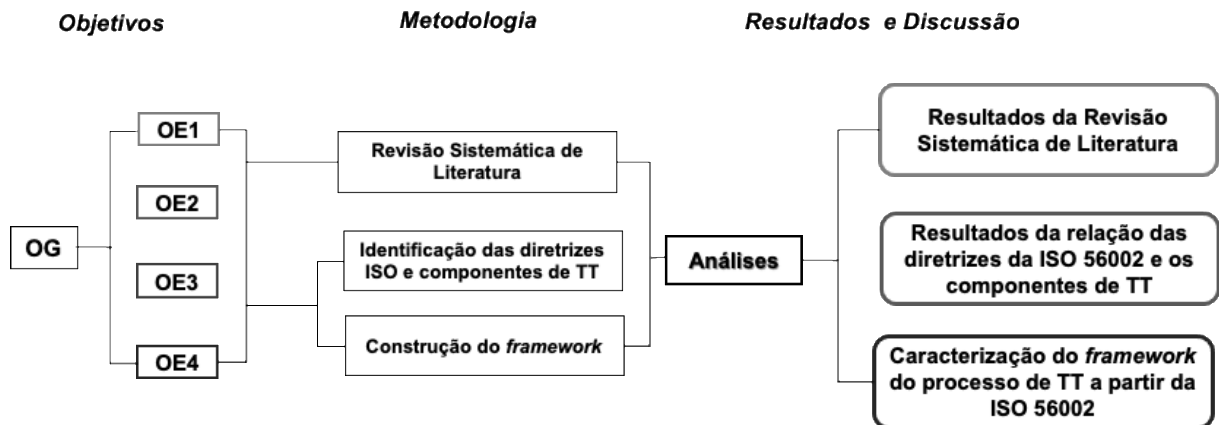 Objetivos
Metodologia
Resultados e Discussão
OG
OE1
OE2
OE3
OE4
Revisão Sistemática de
Literatura
Identificação das diretrizes
ISO e componentes de TT
Construção do framework
Análises
Resultados da Revisão
Sistemática de Literatura
Resultados da relação das
diretrizes da ISO 56002 e os
componentes de TT
Caracterização do framework
do processo de TT a partir da
ISO 56002